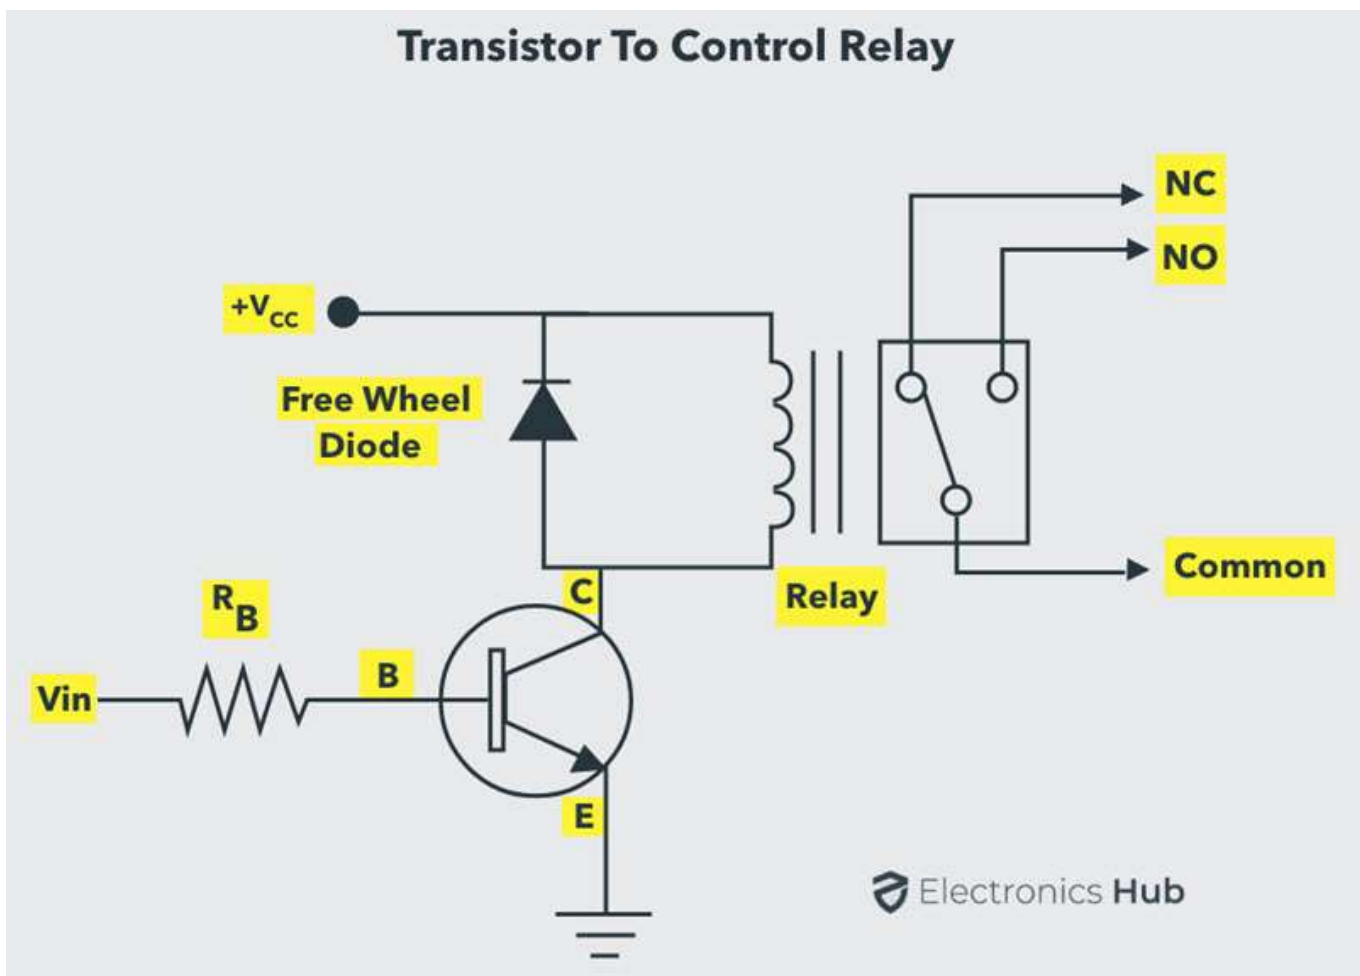 Transistor To Control Relay
NC
NO
+VCC
Free Wheel
Diode
C
Relay
Common
RB
B
Vin
E
Electronics Hub